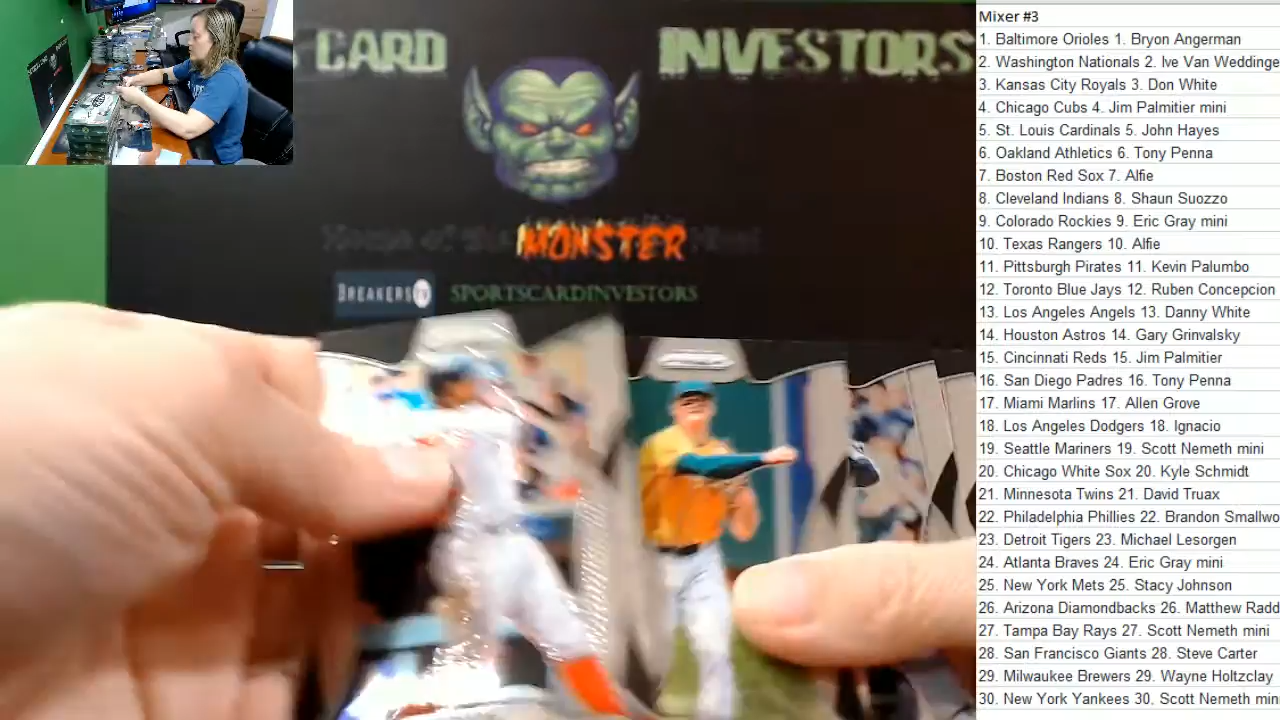 CARD INVESTORS
MONSTER
BREAKERSTV SPORTSCARDINVESTORS
Mixer #3
1. Baltimore Orioles 1. Bryon Angerman
2. Washington Nationals 2. Ive Van Weddinge
3. Kansas City Royals 3. Don White
4. Chicago Cubs 4. Jim Palmitier mini
5. St. Louis Cardinals 5. John Hayes
6. Oakland Athletics 6. Tony Penna
7. Boston Red Sox 7. Alfie
8. Cleveland Indians 8. Shaun Suozzo
9. Colorado Rockies 9. Eric Gray mini
10. Texas Rangers 10. Alfie
11. Pittsburgh Pirates 11. Kevin Palumbo
12. Toronto Blue Jays 12. Ruben Concepcion
13. Los Angeles Angels 13. Danny White
14. Houston Astros 14. Gary Grinvalsky
15. Cincinnati Reds 15. Jim Palmitier
16. San Diego Padres 16. Tony Penna
17. Miami Marlins 17. Allen Grove
18. Los Angeles Dodgers 18. Ignacio
19. Seattle Mariners 19. Scott Nemeth mini
20. Chicago White Sox 20. Kyle Schmidt
21. Minnesota Twins 21. David Truax
22. Philadelphia Phillies 22. Brandon Smallwo
23. Detroit Tigers 23. Michael Lesorgen
24. Atlanta Braves 24. Eric Gray mini
25. New York Mets 25. Stacy Johnson
26. Arizona Diamondbacks 26. Matthew Radd
27. Tampa Bay Rays 27. Scott Nemeth mini
28. San Francisco Giants 28. Steve Carter
29. Milwaukee Brewers 29. Wayne Holtzclay
30. New York Yankees 30. Scott Nemeth min